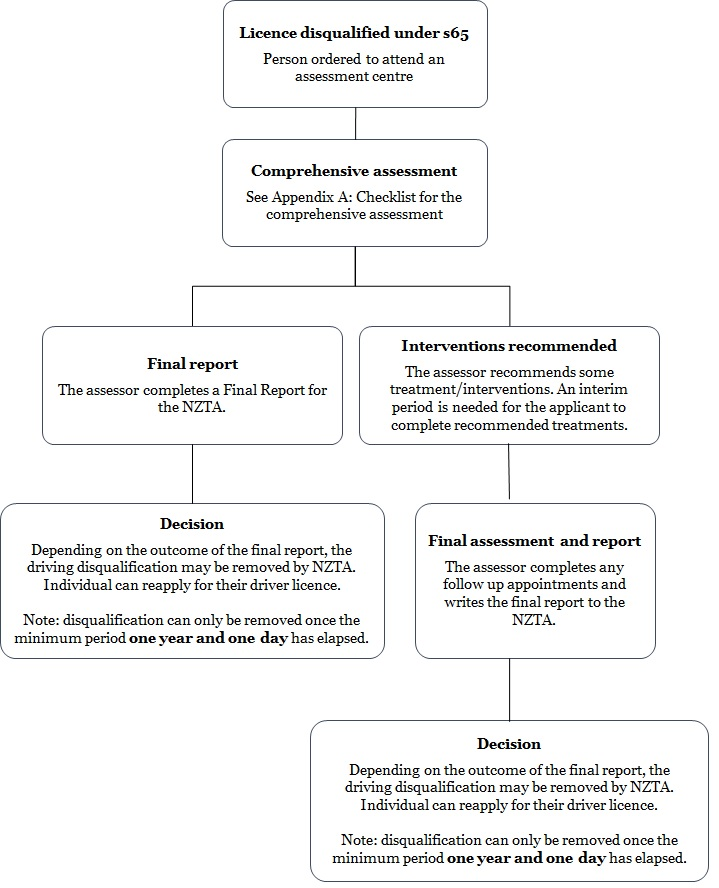 Licence disqualified under s65
Person ordered to attend an
assessment centre
Comprehensive assessment
See Appendix A: Checklist for the
comprehensive assessment
Final report
The assessor completes a Final Report for
the NZTA.
Interventions recommended
The assessor recommends some
treatment/interventions. An interim
period is needed for the applicant to
complete recommended treatments.
Decision
Depending on the outcome of the final report, the
driving disqualification may be removed by NZTA.
Individual can reapply for their driver licence.
Note: disqualification can only be removed once the
minimum period one year and one day has elapsed.
Final assessment and report
The assessor completes any
follow up appointments and
writes the final report to the
NZTA.
Decision
Depending on the outcome of the final report, the
driving disqualification may be removed by NZTA.
Individual can reapply for their driver licence.
Note: disqualification can only be removed once the
minimum period one year and one day has elapsed.